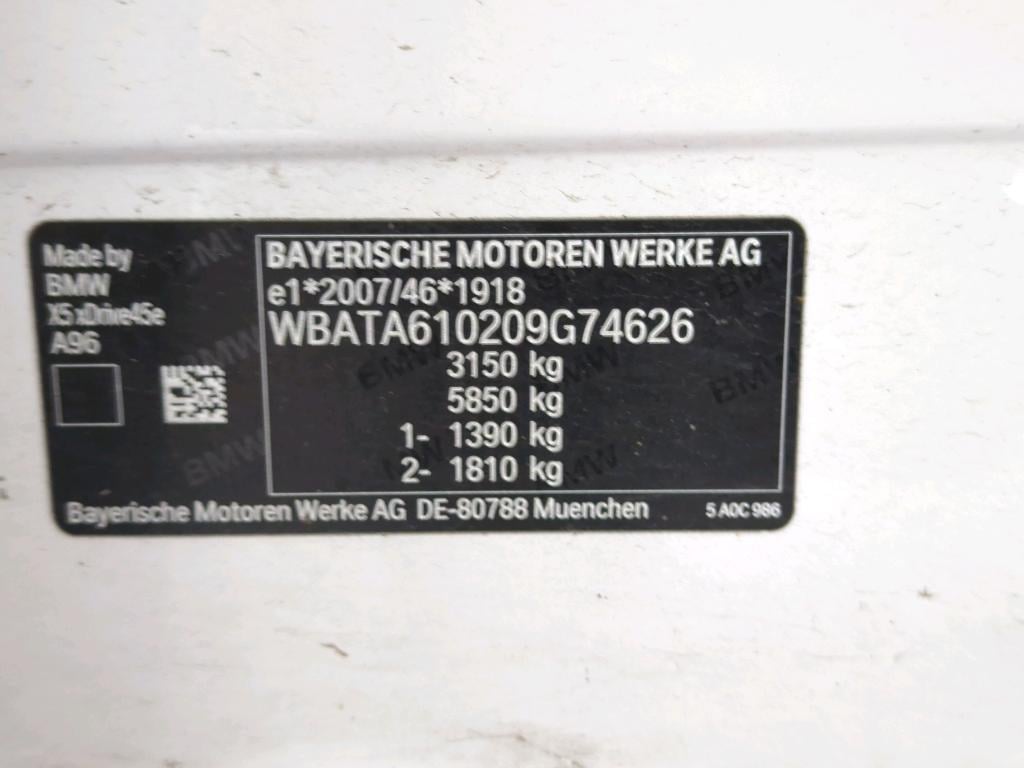 Made by
BMW
X5 xDrive45e
A96
BAYERISCHE MOTOREN WERKE AG
e1*2007/46*1918
WBATA610209G74626
3150 kg
5850 kg
1- 1390 kg
2- 1810 kg
Bayerische Motoren Werke AG DE-80788 Muenchen
5 A0C 986